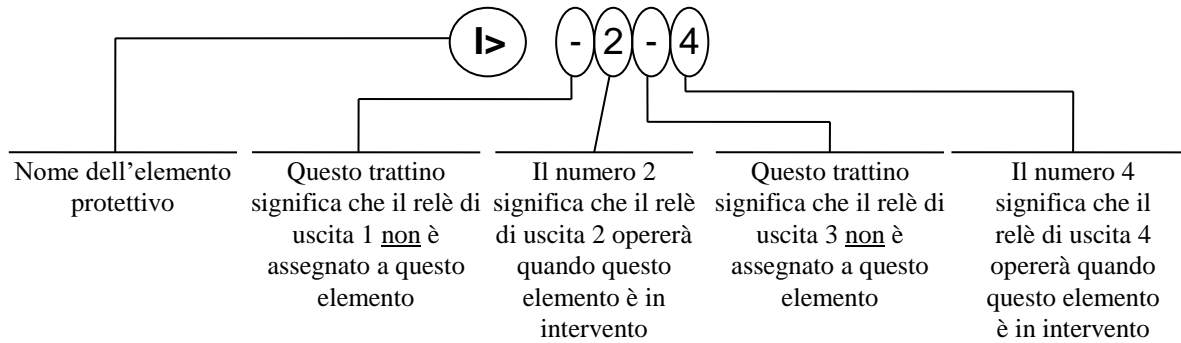 I> - 2 - 4
Nome dell’elemento
protettivo
Questo trattino
significa che il relè di
uscita 1 non è
assegnato a questo
elemento
Il numero 2
significa che il relè
di uscita 2 opererà
quando questo
elemento è in
intervento
Questo trattino
significa che il relè di
uscita 3 non è
assegnato a questo
elemento
Il numero 4
significa che il
relè di uscita 4
opererà quando
questo elemento
è in intervento